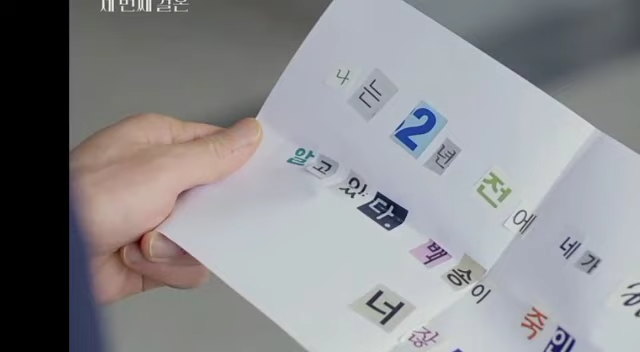 세 번째 결혼
나는 2년 전에 네가
알고 있다. 백송이
너 죽